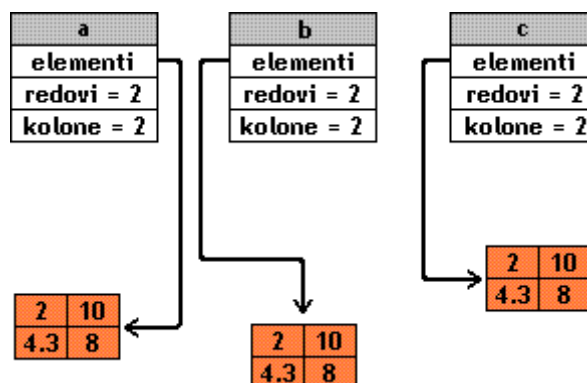 a
elementi
redovi = 2
kolone = 2
b
elementi
redovi = 2
kolone = 2
c
elementi
redovi = 2
kolone = 2
2 10
4.3 8
2 10
4.3 8
2 10
4.3 8